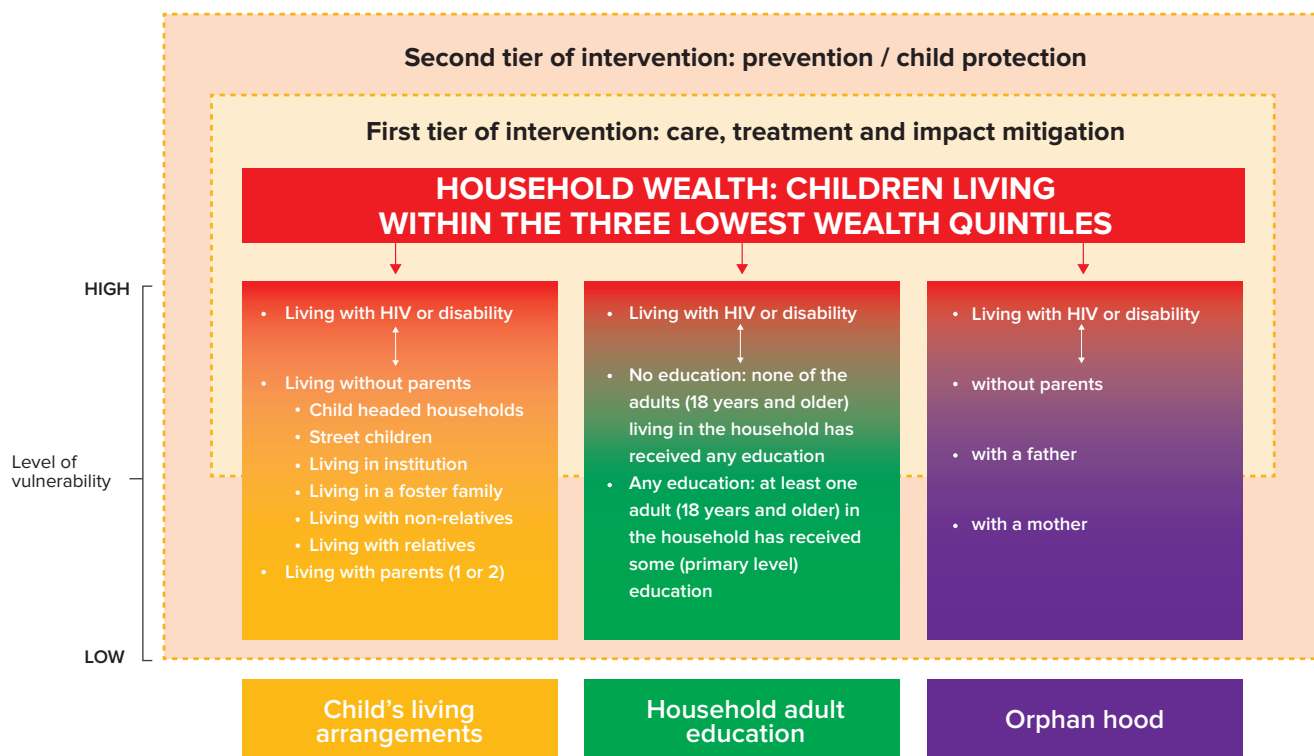 Second tier of intervention: prevention / child protection
First tier of intervention: care, treatment and impact mitigation
HOUSEHOLD WEALTH: CHILDREN LIVING
WITHIN THE THREE LOWEST WEALTH QUINTILES
HIGH
Level of
vulnerability
LOW
• Living with HIV or disability
• Living without parents
• Child headed households
• Street children
• Living in institution
• Living in a foster family
• Living with non-relatives
• Living with relatives
• Living with parents (1 or 2)
• Living with HIV or disability
• No education: none of the
adults (18 years and older)
living in the household has
received any education
• Any education: at least one
adult (18 years and older) in
the household has received
some (primary level)
education
• Living with HIV or disability
• without parents
• with a father
• with a mother
Child’s living
arrangements
Household adult
education
Orphan hood